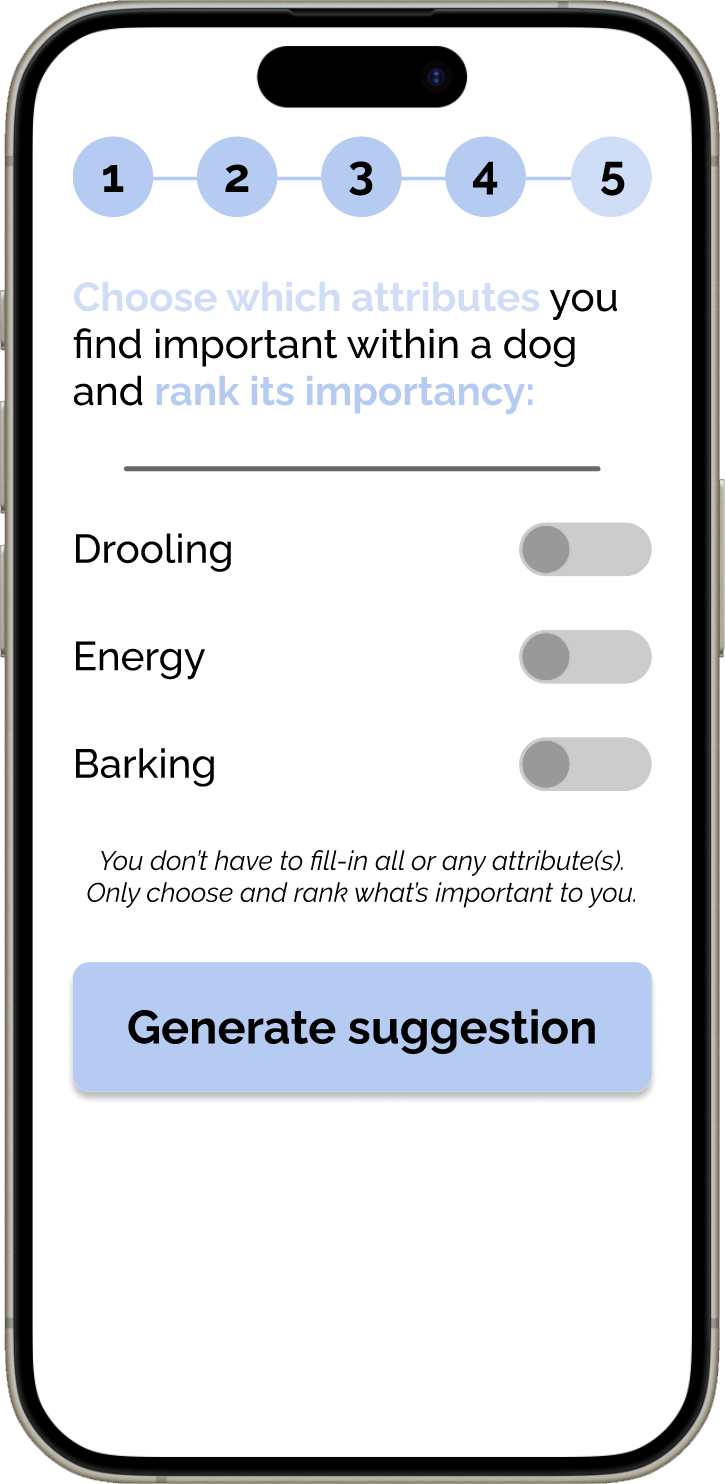 1 2 3 4 5
Choose which attributes you
find important within a dog
and rank its importancy:
Drooling
Energy
Barking
You don't have to fill-in all or any attribute(s).
Only choose and rank what's important to you.
Generate suggestion